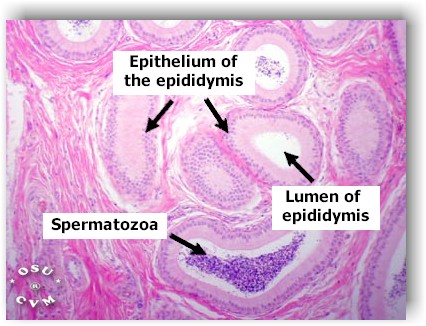 Epithelium of
the epididymis
Lumen of
epididymis
Spermatozoa
OSU
CVM